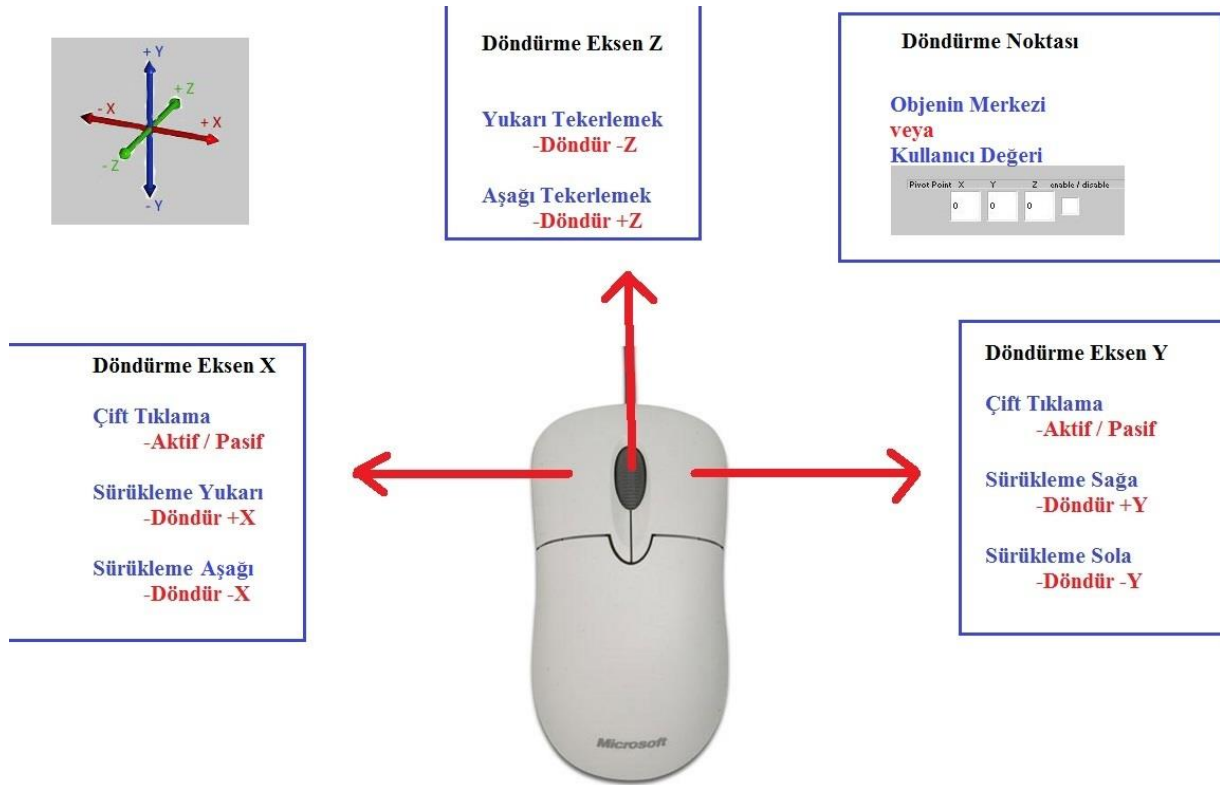 + Y
+ Z
- X
+ X
- Z
- Y
Döndürme Eksen Z
Yukarı Tekerlemek
-Döndür -Z
Aşağı Tekerlemek
-Döndür +Z
Döndürme Noktası
Objenin Merkezi
veya
Kullanıcı Değeri
Pivot Point X Y Z enable / disable
0 0 0
Döndürme Eksen X
Çift Tıklama
-Aktif / Pasif
Sürükleme Yukarı
-Döndür +X
Sürükleme Aşağı
-Döndür -X
Döndürme Eksen Y
Çift Tıklama
-Aktif / Pasif
Sürükleme Sağa
-Döndür +Y
Sürükleme Sola
-Döndür -Y
Microsoft